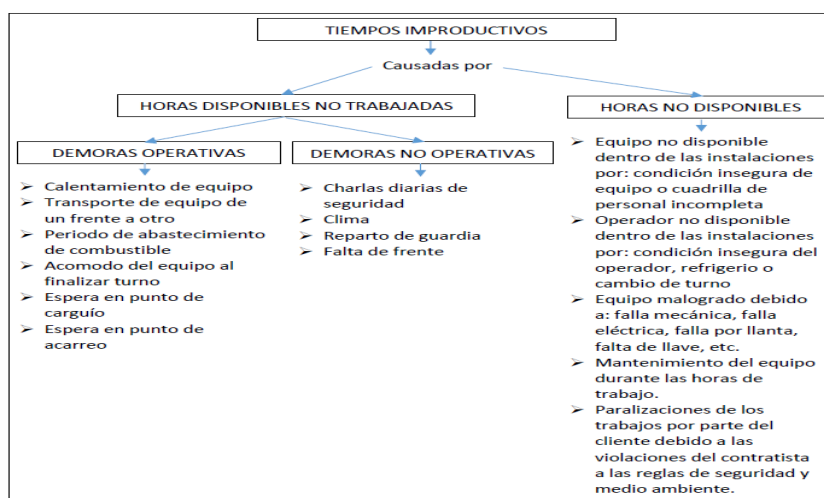 TIEMPOS IMPRODUCTIVOS
Causadas por
HORAS DISPONIBLES NO TRABAJADAS
HORAS NO DISPONIBLES
DEMORAS OPERATIVAS
DEMORAS NO OPERATIVAS
➢ Calentamiento de equipo
➢ Transporte de equipo de
un frente a otro
➢ Periodo de abastecimiento
de combustible
➢ Acomodo del equipo al
finalizar turno
➢ Espera en punto de
carguío
➢ Espera en punto de
acarreo
➢ Charlas diarias de
seguridad
➢ Clima
➢ Reparto de guardia
➢ Falta de frente
➢ Equipo no disponible
dentro de las instalaciones
por: condición insegura de
equipo o cuadrilla de
personal incompleta
➢ Operador no disponible
dentro de las instalaciones
por: condición insegura del
operador, refrigerio o
cambio de turno
➢ Equipo malogrado debido
a: falla mecánica, falla
eléctrica, falla por llanta,
falta de llave, etc.
➢ Mantenimiento del equipo
durante las horas de
trabajo.
➢ Paralizaciones de los
trabajos por parte del
cliente debido a las
violaciones del contratista
a las reglas de seguridad y
medio ambiente.